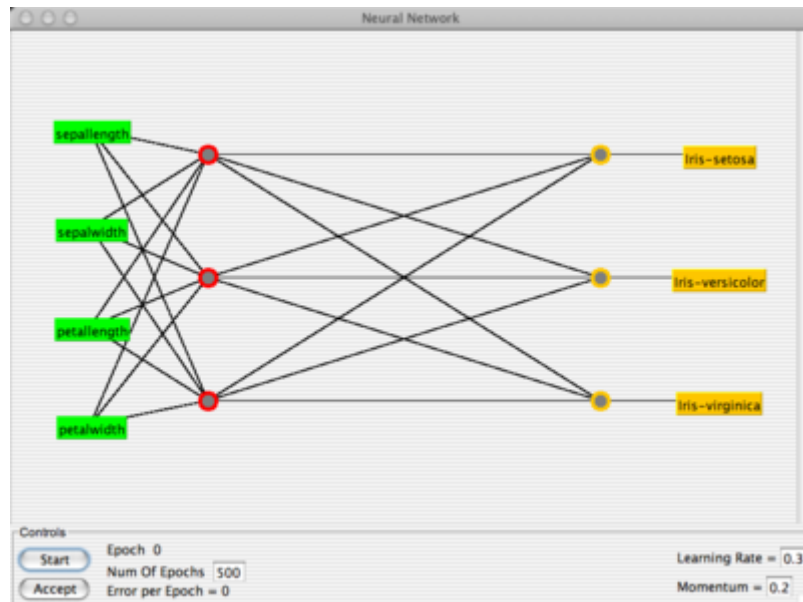 Neural Network
sepallength
Iris-setosa
sepalwidth
Iris-versicolor
petallength
Iris-virginica
petalwidth
Controls
Start
Epoch 0
Num Of Epochs 500
Learning Rate = 0.3
Accept
Error per Epoch = 0
Momentum = 0.2